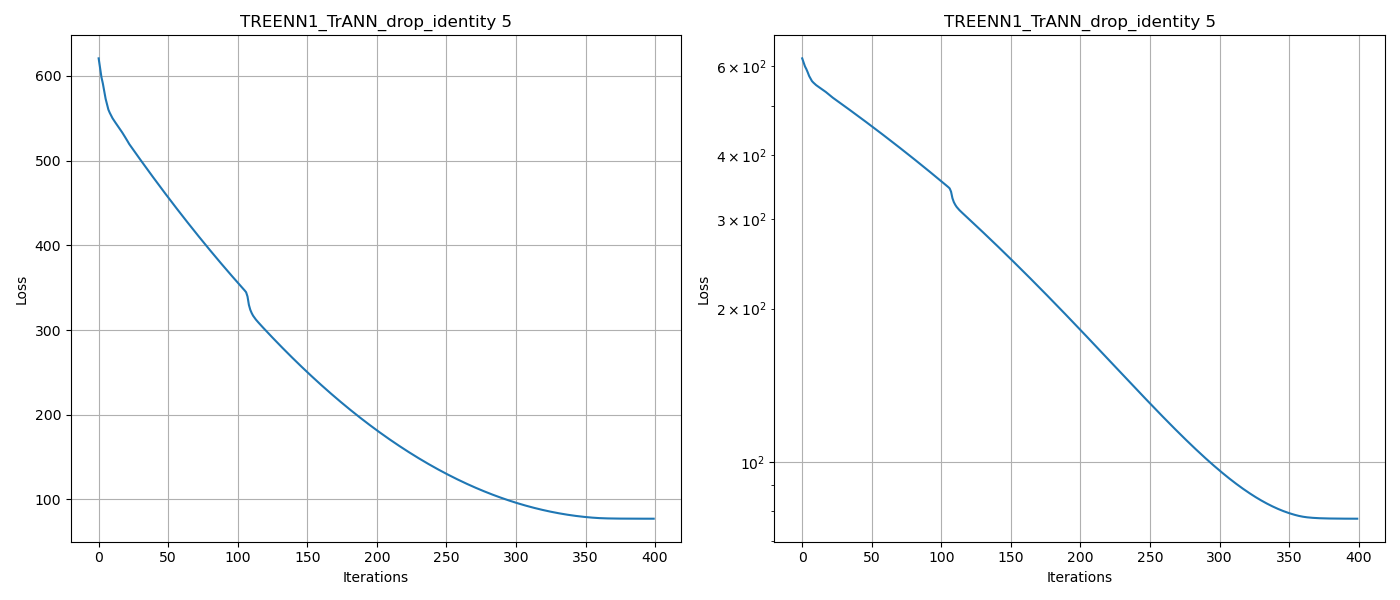 TREENN1_TrANN_drop_identity 5
600
500
400
300
200
100
Loss
0 50 100 150 200 250 300 350 400
Iterations
TREENN1_TrANN_drop_identity 5
6 × 10²
4 × 10²
3 × 10²
2 × 10²
10²
Loss
0 50 100 150 200 250 300 350 400
Iterations